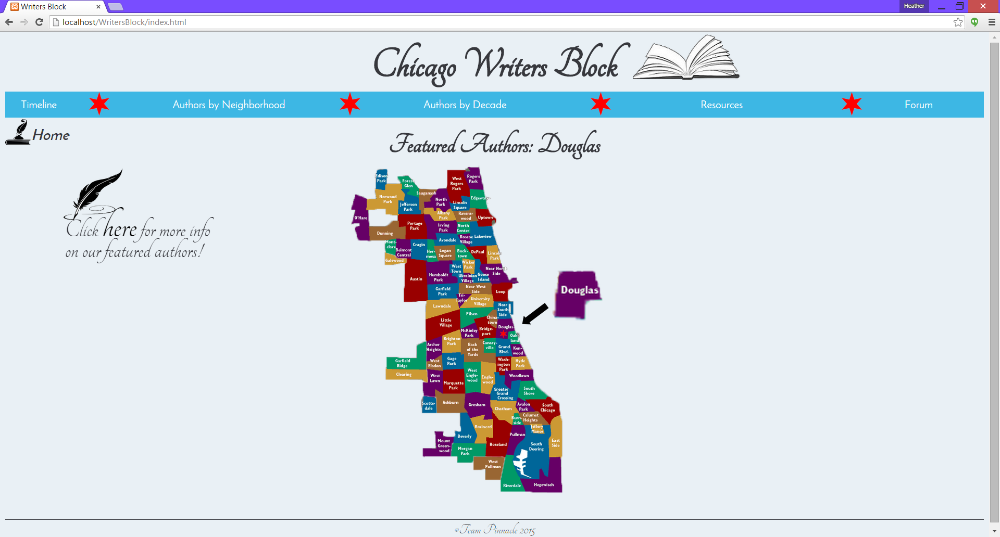 Writers Block
Heather
localhost/WritersBlock/index.html
Chicago Writers Block
Timeline
Authors by Neighborhood
Authors by Decade
Resources
Forum
Home
Featured Authors: Douglas
Click here for more info
on our featured authors!
Edison
Park
Forest
Glen
West
Rogers
Park
Rogers
Park
Norwood
Park
Sauganash
Jefferson
Park
North
Park
Lincoln
Square
Edgewater
O'Hare
Albany
Park
Ravens-
wood
Uptown
Portage
Park
Irving
Park
North
Center
Dunning
Roscoe
Village
Lakeview
Mont-
clare
Belmont
Central
Cragin
Avondale
Galewood
Her-
mosa
Logan
Square
Buck-
town
DePaul
Lincoln
Park
Austin
Humboldt
Park
West
Town
Wicker
Park
Ukrainian
Village
Goose
Island
Near North
Side
Garfield
Park
Near West
Side
Loop
Tri-
Taylor
University
Village
Lawndale
Near
South
Side
Little
Village
Pilsen
China-
town
McKinley
Park
Bridge-
port
Douglas
Oak-
land
Douglas
Archer
Heights
Brighton
Park
Back
of the
Yards
Canary-
ville
Grand
Blvd.
Ken-
wood
Garfield
Ridge
West
Elsdon
Gage
Park
Wash-
ington
Park
Hyde
Park
Clearing
West
Lawn
Marquette
Park
West
Engle-
wood
Engle-
wood
Woodlawn
Greater
Grand
Crossing
South
Shore
Scotts-
dale
Ashburn
Gresham
Chatham
Avalon
Park
South
Chicago
Burn-
side
Calumet
Heights
Jeffery
Manor
Brainerd
Beverly
Pullman
East
Side
Mount
Green-
wood
Morgan
Park
Roseland
South
Deering
West
Pullman
Riverdale
Hegewisch
©Team Pinnacle 2015